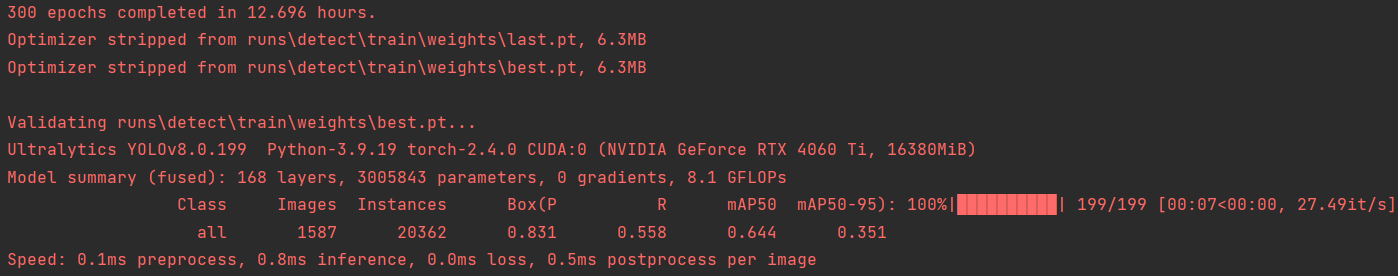 300 epochs completed in 12.696 hours.
Optimizer stripped from runs\detect\train\weights\last.pt, 6.3MB
Optimizer stripped from runs\detect\train\weights\best.pt, 6.3MB
Validating runs\detect\train\weights\best.pt...
Ultralytics YOLOv8.0.199  Python-3.9.19 torch-2.4.0 CUDA:0 (NVIDIA GeForce RTX 4060 Ti, 16380MiB)
Model summary (fused): 168 layers, 3005843 parameters, 0 gradients, 8.1 GFLOPs
Class     Images  Instances      Box(P          R      mAP50  mAP50-95): 100%|██████████| 199/199 [00:07<00:00, 27.49it/s]
all       1587      20362      0.831      0.558      0.644      0.351
Speed: 0.1ms preprocess, 0.8ms inference, 0.0ms loss, 0.5ms postprocess per image